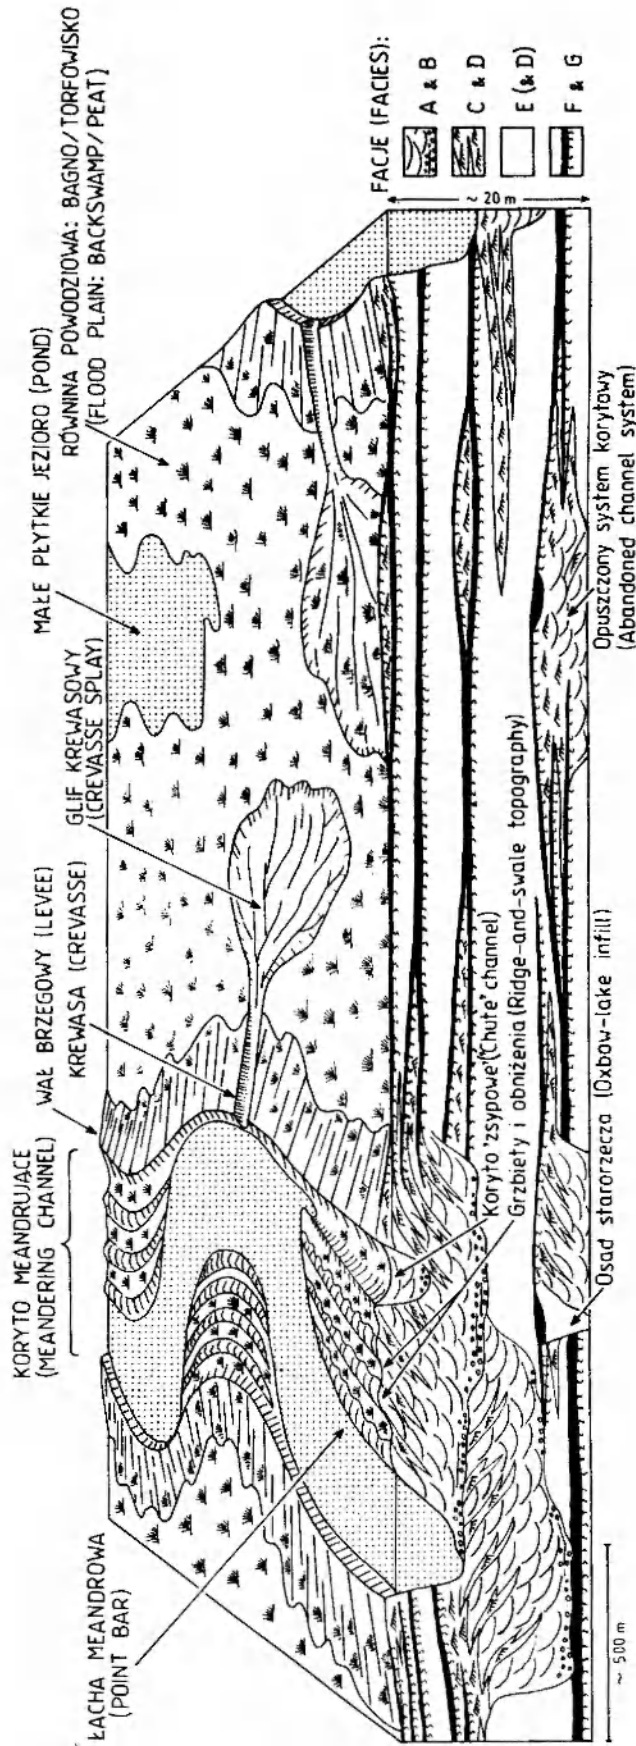 KORYTO MEANDRUJĄCE
(MEANDERING CHANNEL)
WAŁ BRZEGOWY (LEVEE)
KREWASA (CREVASSE)
GLIF KREWASOWY
(CREVASSE SPLAY)
MAŁE PŁYTKIE JEZIORO (POND)
RÓWNINA POWODZIOWA: BAGNO/TORFOWISKO
(FLOOD PLAIN: BACKSWAMP/PEAT)
ŁACHA MEANDROWA
(POINT BAR)
FACJE (FACIES):
A & B
C & D
E (& D)
F & G
~ 20 m
Koryto "zsypowe" ("Chute" channel)
Grzbiety i obniżenia (Ridge-and-swale topography)
Osad starorzecza (Oxbow-lake infill)
Opuszczony system korytowy
(Abandoned channel system)
~ 500 m